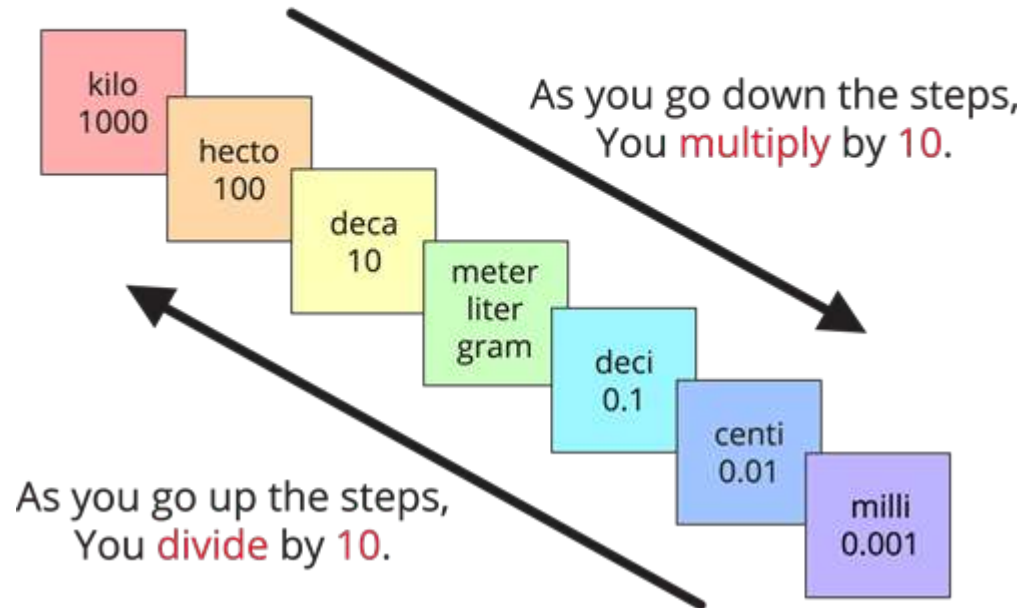 kilo
1000
hecto
100
deca
10
meter
liter
gram
deci
0.1
centi
0.01
milli
0.001
As you go down the steps,
You multiply by 10.
As you go up the steps,
You divide by 10.